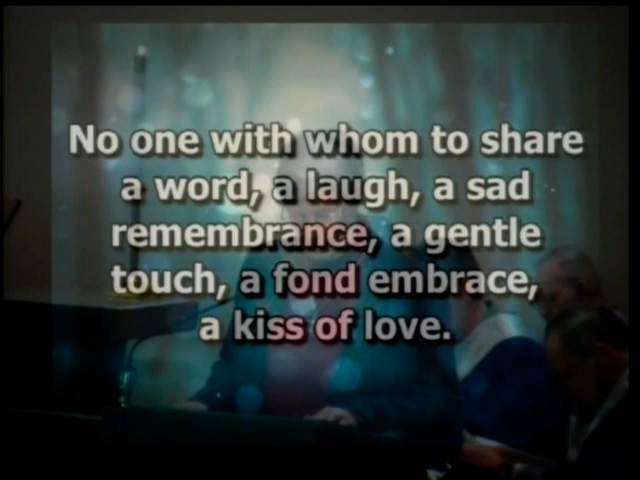 No one with whom to share
a word, a laugh, a sad
remembrance, a gentle
touch, a fond embrace,
a kiss of love.